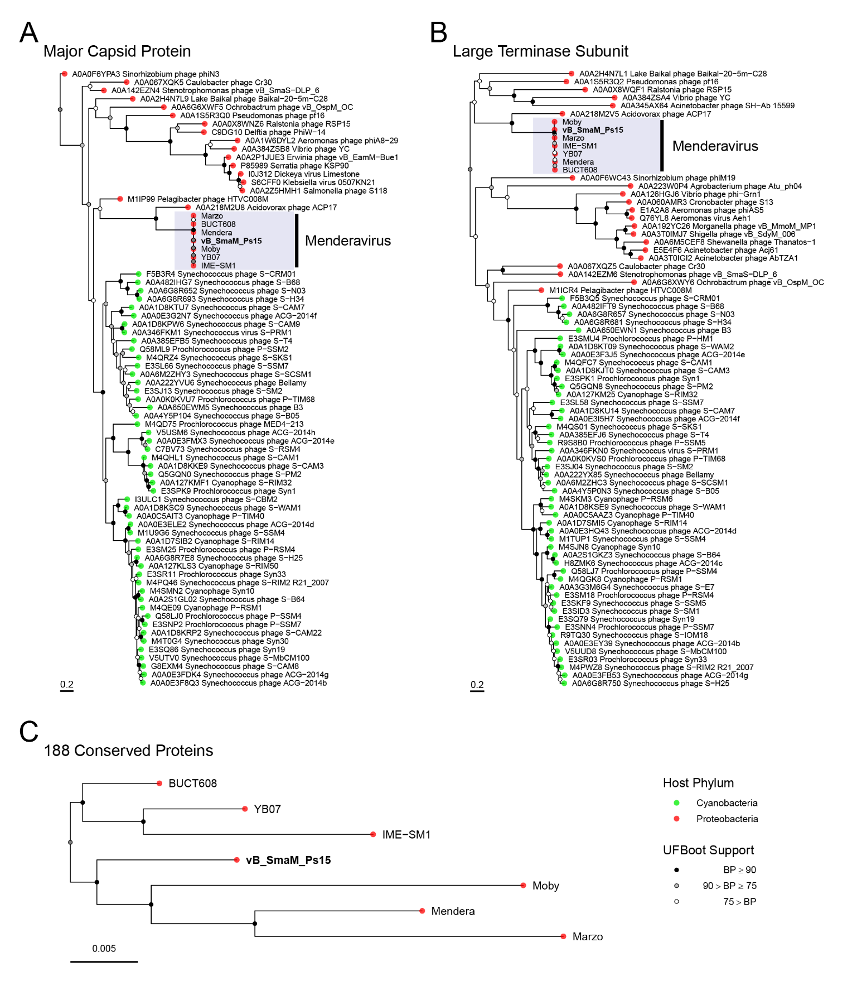 A
Major Capsid Protein
A0A0F6YPA3 Sinorhizobium phage phiN3
A0A067XQK5 Caulobacter phage Cr30
A0A142EZN4 Stenotrophomonas phage vB_SmaS−DLP_6
A0A2H4N7L9 Lake Baikal phage Baikal−20−5m−C28
A0A6G6XWF5 Ochrobactrum phage vB_OspM_OC
A0A1S5R3Q0 Pseudomonas phage pf16
A0A0X8WNZ6 Ralstonia phage RSP15
C9DG10 Delftia phage PhiW−14
A0A1W6DYL2 Aeromonas phage phiA8−29
A0A384ZSB8 Vibrio phage YC
A0A2P1JUE3 Erwinia phage vB_EamM−Bue1
P85989 Serratia phage KSP90
I0J312 Dickeya virus Limestone
S6CFF0 Klebsiella virus 0507KN21
A0A2Z5HMH1 Salmonella phage S118
M1IP99 Pelagibacter phage HTVC008M
A0A218M2U8 Acidovorax phage ACP17
Marzo
BUCT608
Mendera
vB_SmaM_Ps15
Moby
YB07
IME−SM1
Menderavirus
F5B3R4 Synechococcus phage S−CRM01
A0A482IHG7 Synechococcus phage S−B68
A0A6G8R652 Synechococcus phage S−N03
A0A6G8R693 Synechococcus phage S−H34
A0A1D8KTU7 Synechococcus phage S−CAM7
A0A0E3G2N7 Synechococcus phage ACG−2014f
A0A1D8KPW6 Synechococcus phage S−CAM9
A0A346FKM1 Synechococcus virus S−PRM1
A0A385EFB5 Synechococcus phage S−T4
Q58ML9 Prochlorococcus phage P−SSM2
M4QRZ4 Synechococcus phage S−SKS1
E3SL66 Synechococcus phage S−SSM7
A0A6M2ZHY3 Synechococcus phage S−SCSM1
A0A222YVU6 Synechococcus phage Bellamy
E3SJ13 Synechococcus phage S−SM2
A0A0K0KVU7 Prochlorococcus phage P−TIM68
A0A650EWM5 Synechococcus phage B3
A0A4Y5P104 Synechococcus phage S−B05
M4QD75 Prochlorococcus phage MED4−213
V5USM6 Synechococcus phage ACG−2014h
A0A0E3FMX3 Synechococcus phage ACG−2014e
C7BV73 Synechococcus phage S−RSM4
M4QHL1 Synechococcus phage S−CAM1
A0A1D8KKE9 Synechococcus phage S−CAM3
Q5GQN0 Synechococcus phage S−PM2
A0A127KMF1 Cyanophage S−RIM32
E3SPK9 Prochlorococcus phage Syn1
I3ULC1 Synechococcus phage S−CBM2
A0A1D8KSC9 Synechococcus phage S−WAM1
A0A0C5AIT3 Cyanophage P−TIM40
A0A0E3ELE2 Synechococcus phage ACG−2014d
M1U9G6 Synechococcus phage S−SSM4
A0A1D7SIB2 Cyanophage S−RIM14
E3SM25 Prochlorococcus phage P−RSM4
A0A6G8R7E8 Synechococcus phage S−H25
A0A127KLS3 Cyanophage S−RIM50
E3SR11 Prochlorococcus phage Syn33
M4PQ46 Synechococcus phage S−RIM2 R21_2007
M4SMN2 Cyanophage Syn10
A0A2S1GL02 Synechococcus phage S−B64
M4QE09 Cyanophage P−RSM1
Q58LJ0 Prochlorococcus phage P−SSM4
E3SNP2 Prochlorococcus phage P−SSM7
A0A1D8KRP2 Synechococcus phage S−CAM22
M4T0G4 Synechococcus phage Syn30
E3SQ86 Synechococcus phage Syn19
V5UTV0 Synechococcus phage S−MbCM100
G8EXM4 Synechococcus phage S−CAM8
A0A0E3FDK4 Synechococcus phage ACG−2014g
A0A0E3F8Q3 Synechococcus phage ACG−2014b
0.2
B
Large Terminase Subunit
A0A2H4N7L1 Lake Baikal phage Baikal−20−5m−C28
A0A1S5R3Q2 Pseudomonas phage pf16
A0A0X8WQF1 Ralstonia phage RSP15
A0A384ZSA4 Vibrio phage YC
A0A345AX64 Acinetobacter phage SH−Ab 15599
A0A218M2V5 Acidovorax phage ACP17
Moby
vB_SmaM_Ps15
Marzo
IME−SM1
YB07
Mendera
BUCT608
Menderavirus
A0A0F6WC43 Sinorhizobium phage phiM19
A0A223W0P4 Agrobacterium phage Atu_ph04
A0A126HGJ6 Vibrio phage phi−Grn1
A0A060AMR3 Cronobacter phage S13
E1A2A8 Aeromonas phage phiAS5
Q76YL8 Aeromonas virus Aeh1
A0A192YC26 Morganella phage vB_MmoM_MP1
A0A3T0IMJ7 Shigella phage vB_SdyM_006
A0A6M5CEF8 Shewanella phage Thanatos−1
E5E4F6 Acinetobacter phage Acj61
A0A3T0IGI2 Acinetobacter phage AbTZA1
A0A067XQZ5 Caulobacter phage Cr30
A0A142EZM6 Stenotrophomonas phage vB_SmaS−DLP_6
A0A6G6XWY6 Ochrobactrum phage vB_OspM_OC
M1ICR4 Pelagibacter phage HTVC008M
F5B3Q5 Synechococcus phage S−CRM01
A0A482IFT9 Synechococcus phage S−B68
A0A6G8R657 Synechococcus phage S−N03
A0A6G8R681 Synechococcus phage S−H34
A0A650EWN1 Synechococcus phage B3
E3SMU4 Prochlorococcus phage P−HM1
A0A1D8KT09 Synechococcus phage S−WAM2
A0A0E3F3J5 Synechococcus phage ACG−2014e
M4QFC7 Synechococcus phage S−CAM1
A0A1D8KJT0 Synechococcus phage S−CAM3
E3SPK1 Prochlorococcus phage Syn1
Q5GQN8 Synechococcus phage S−PM2
A0A127KM25 Cyanophage S−RIM32
E3SL58 Synechococcus phage S−SSM7
A0A1D8KU14 Synechococcus phage S−CAM7
A0A0E3I5H7 Synechococcus phage ACG−2014f
M4QS01 Synechococcus phage S−SKS1
A0A385EFJ6 Synechococcus phage S−T4
R9S8B0 Prochlorococcus phage P−SSM5
A0A346FKN0 Synechococcus virus S−PRM1
A0A0K0KVS0 Prochlorococcus phage P−TIM68
E3SJ04 Synechococcus phage S−SM2
A0A222YX85 Synechococcus phage Bellamy
A0A6M2ZHC3 Synechococcus phage S−SCSM1
A0A4Y5P0N3 Synechococcus phage S−B05
M4SKM3 Cyanophage P−RSM6
A0A1D8KSE9 Synechococcus phage S−WAM1
A0A0C5AAZ3 Cyanophage P−TIM40
A0A1D7SMI5 Cyanophage S−RIM14
A0A0E3HQ43 Synechococcus phage ACG−2014d
M1TUP1 Synechococcus phage S−SSM4
M4SJN8 Cyanophage Syn10
A0A2S1GKZ3 Synechococcus phage S−B64
H8ZMK6 Synechococcus phage ACG−2014c
Q58LJ7 Prochlorococcus phage P−SSM4
M4QGK8 Cyanophage P−RSM1
A0A3G3M6G4 Synechococcus phage S−E7
E3SM18 Prochlorococcus phage P−RSM4
E3SKF9 Synechococcus phage S−SSM5
E3SID3 Synechococcus phage S−SM1
E3SQ79 Synechococcus phage Syn19
E3SNN4 Prochlorococcus phage P−SSM7
R9TQ30 Synechococcus phage S−IOM18
A0A0E3EY39 Synechococcus phage ACG−2014b
V5UUD8 Synechococcus phage S−MbCM100
E3SR03 Prochlorococcus phage Syn33
M4PWZ8 Synechococcus phage S−RIM2 R21_2007
A0A0E3FB53 Synechococcus phage ACG−2014g
A0A6G8R750 Synechococcus phage S−H25
0.2
C
188 Conserved Proteins
BUCT608
YB07
IME−SM1
vB_SmaM_Ps15
Moby
Mendera
Marzo
0.005
Host Phylum
Cyanobacteria
Proteobacteria
UFBoot Support
BP ≥ 90
90 > BP ≥ 75
75 > BP